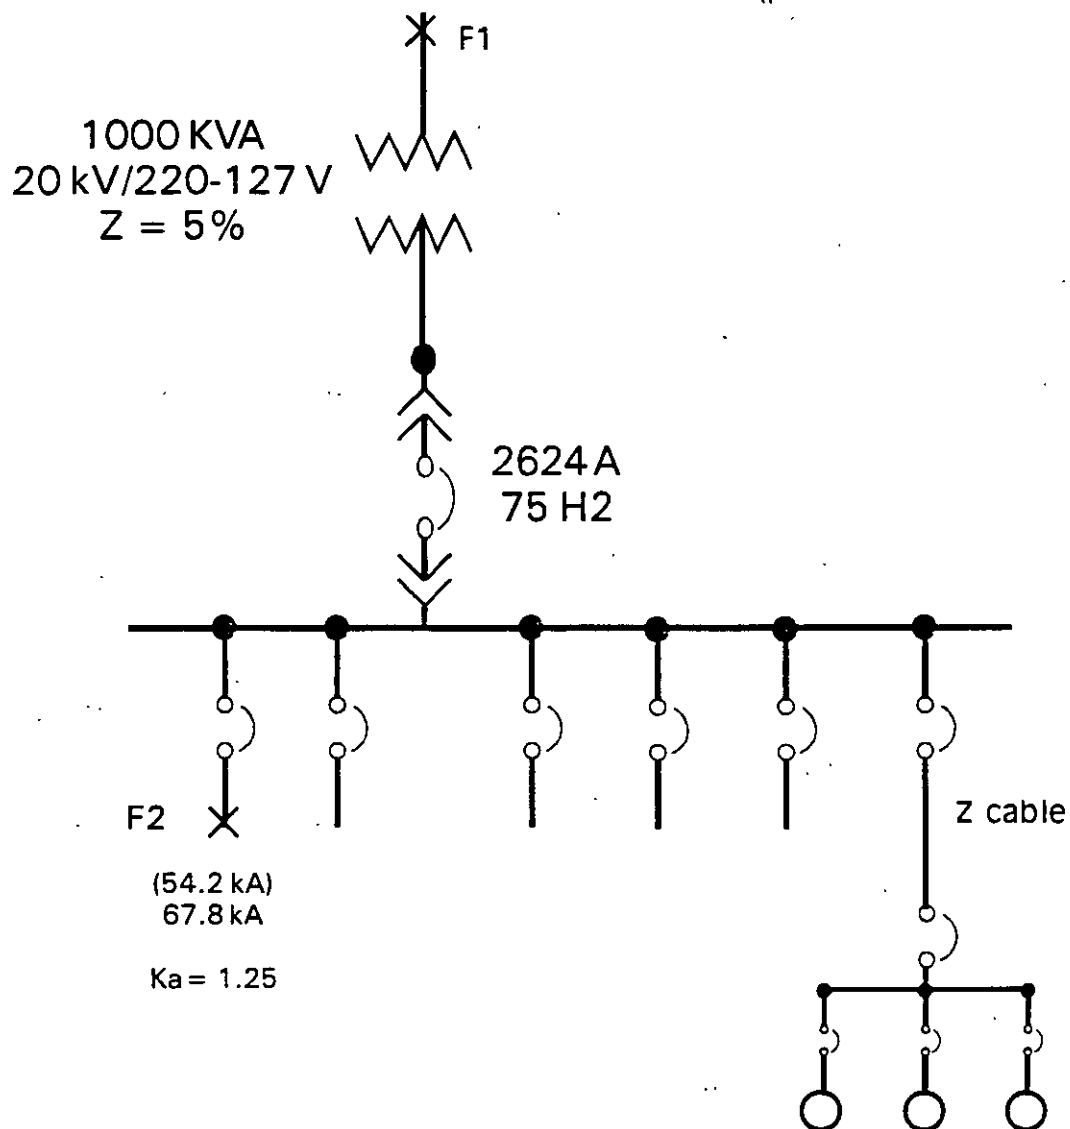 F1
1000 KVA
20 kV/220-127 V
Z = 5%
2624 A
75 H2
F2
Z cable
(54.2 kA)
67.8 kA
Ka = 1.25